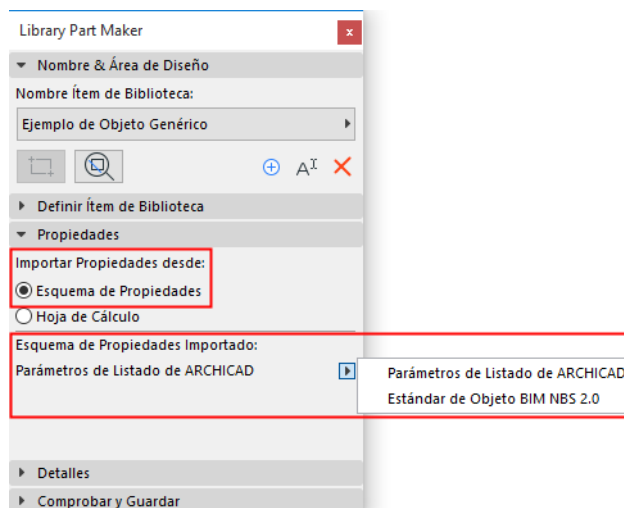 Library Part Maker
x
Nombre & Área de Diseño
Nombre Ítem de Biblioteca:
Ejemplo de Objeto Genérico
Definir Ítem de Biblioteca
Propiedades
Importar Propiedades desde:
Esquema de Propiedades
Hoja de Cálculo
Esquema de Propiedades Importado:
Parámetros de Listado de ARCHICAD
Parámetros de Listado de ARCHICAD
Estándar de Objeto BIM NBS 2.0
Detalles
Comprobar y Guardar